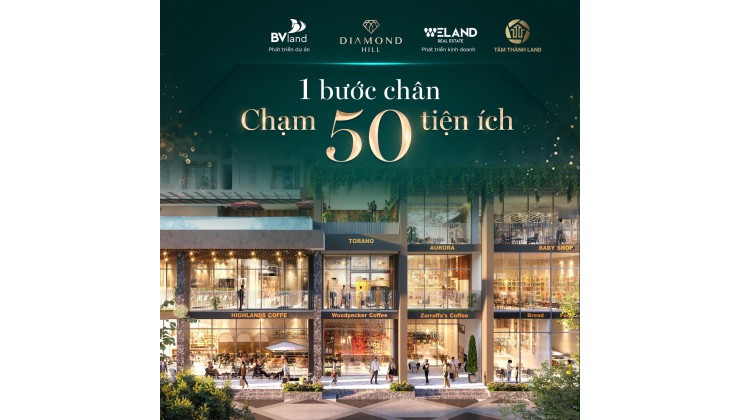 BVland
Phát triển dự án
DIAMOND
HILL
WELAND
REAL ESTATE
Phát triển kinh doanh
TÂM THÀNH LAND
1 bước chân
Chạm 50 tiện ích
TORANO
AURORA
BABY SHOP
HIGHLANDS COFFE
Woodpecker Coffee
Zarraffa's Coffee
Bread